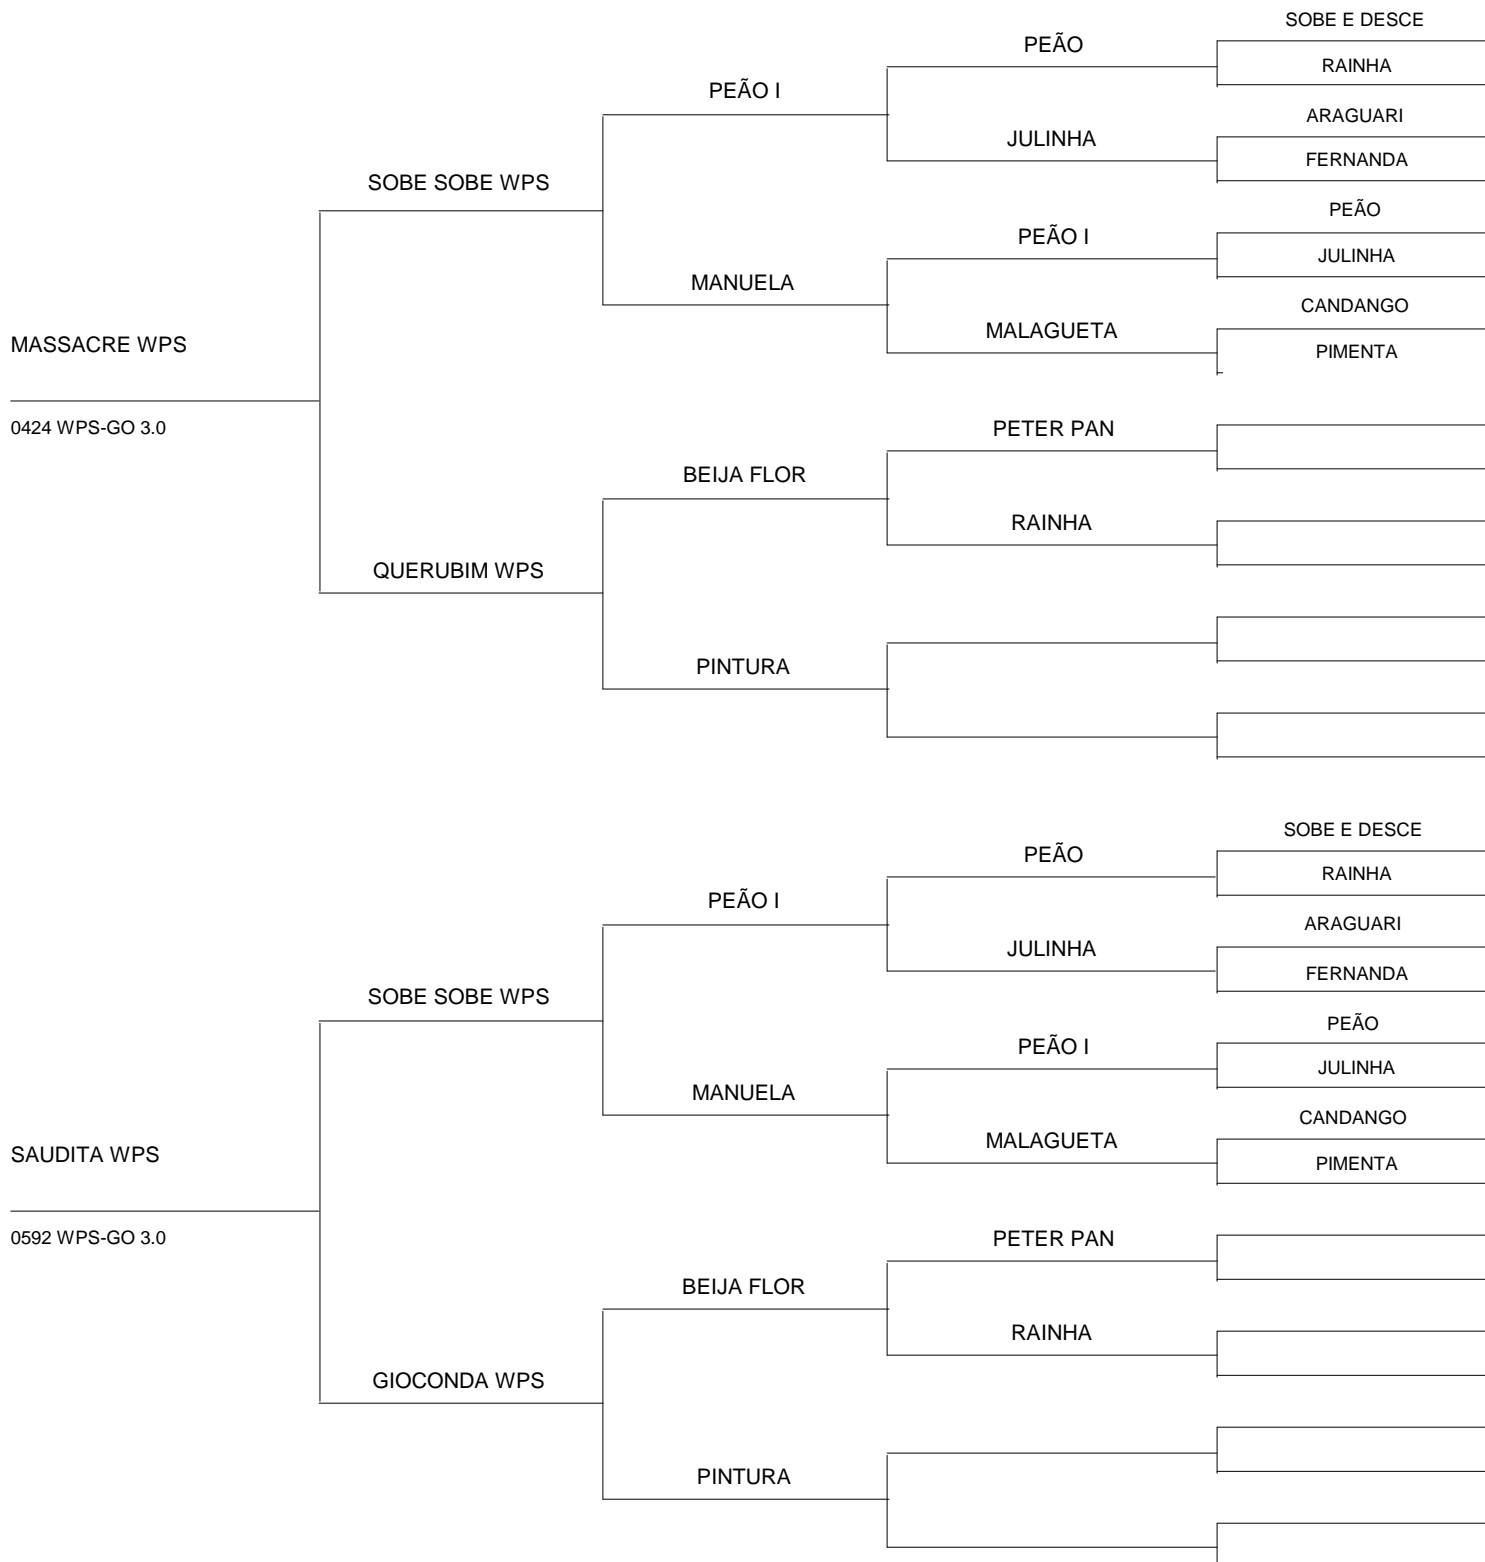 SOBE E DESCE
PEÃO
RAINHA
PEÃO I
ARAGUARI
JULINHA
FERNANDA
SOBE SOBE WPS
PEÃO
PEÃO I
JULINHA
MANUELA
CANDANGO
MALAGUETA
MASSACRE WPS
PIMENTA
0424 WPS-GO 3.0
PETER PAN
BEIJA FLOR
RAINHA
QUERUBIM WPS
PINTURA
SOBE E DESCE
PEÃO
RAINHA
PEÃO I
ARAGUARI
JULINHA
FERNANDA
SOBE SOBE WPS
PEÃO
PEÃO I
JULINHA
MANUELA
CANDANGO
MALAGUETA
SAUDITA WPS
PIMENTA
0592 WPS-GO 3.0
PETER PAN
BEIJA FLOR
RAINHA
GIOCONDA WPS
PINTURA